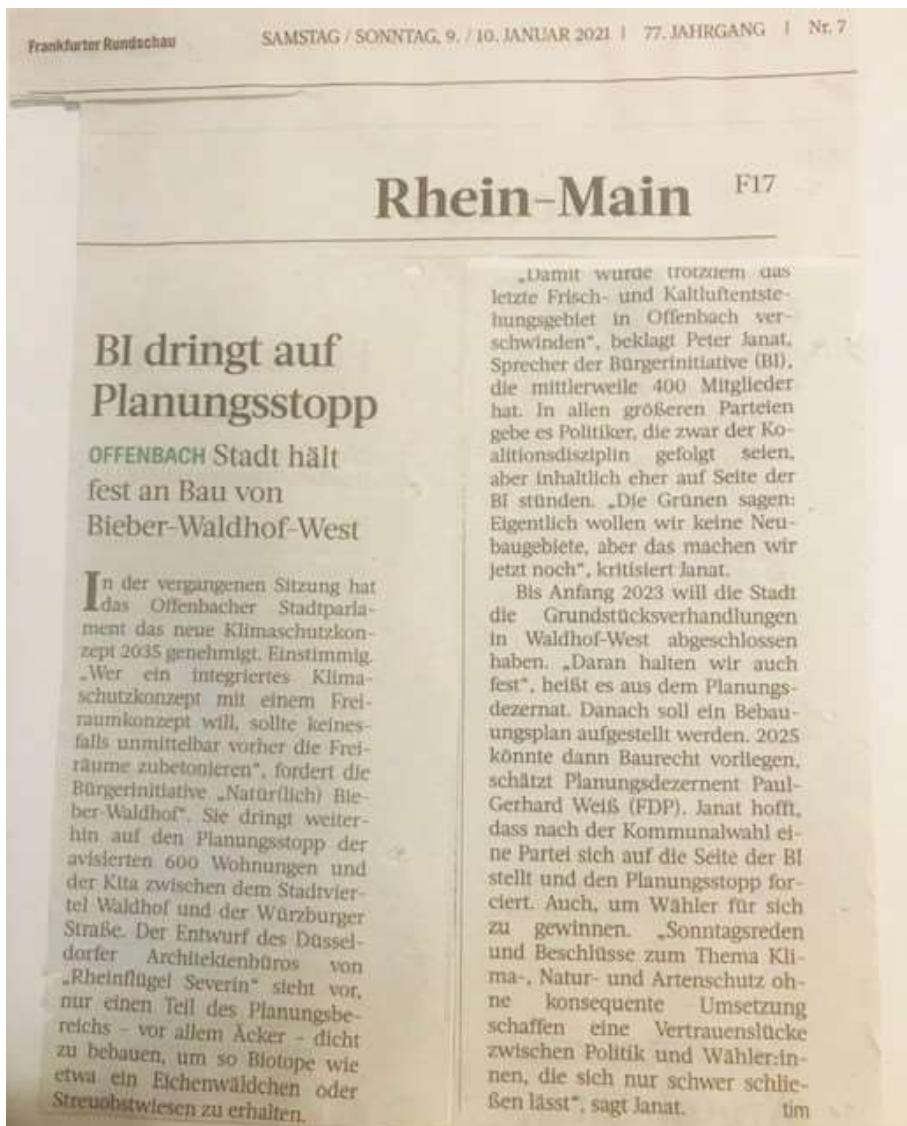 Frankfurter Rundschau
SAMSTAG / SONNTAG, 9. / 10. JANUAR 2021 | 77. JAHRGANG | Nr. 7
Rhein-Main
F17
BI dringt auf
Planungsstopp
OFFENBACH Stadt hält
fest an Bau von
Bieber-Waldhof-West
In der vergangenen Sitzung hat
das Offenbacher Stadtparla-
ment das neue Klimaschutzkon-
zept 2035 genehmigt. Einstimmig.
„Wer ein integriertes Klima-
schutzkonzept mit einem Frei-
raumkonzept will, sollte keines-
falls unmittelbar vorher die Frei-
räume zubetonieren“, fordert die
Bürgerinitiative „Natür(lich) Bie-
ber-Waldhof“. Sie dringt weiter-
hin auf den Planungsstopp der
avisierten 600 Wohnungen und
der Kita zwischen dem Stadtvier-
tel Waldhof und der Würzburger
Straße. Der Entwurf des Düssel-
dorfer Architektenbüros von
„Rheinflügel Severin“ sieht vor,
nur einen Teil des Planungsbe-
reichs – vor allem Äcker – dicht
zu bebauen, um so Biotope wie
etwa ein Eichenwäldchen oder
Streuobstwiesen zu erhalten.
„Damit würde trotzdem das
letzte Frisch- und Kaltluftentste-
hungsgebiet in Offenbach ver-
schwinden“, beklagt Peter Janat,
Sprecher der Bürgerinitiative (BI),
die mittlerweile 400 Mitglieder
hat. In allen größeren Parteien
gebe es Politiker, die zwar der Ko-
alitionsdisziplin gefolgt seien,
aber inhaltlich eher auf Seite der
BI stünden. „Die Grünen sagen:
Eigentlich wollen wir keine Neu-
baugebiete, aber das machen wir
jetzt noch“, kritisiert Janat.
Bis Anfang 2023 will die Stadt
die Grundstücksverhandlungen
in Waldhof-West abgeschlossen
haben. „Daran halten wir auch
fest“, heißt es aus dem Planungs-
dezernat. Danach soll ein Bebau-
ungsplan aufgestellt werden. 2025
könnte dann Baurecht vorliegen,
schätzt Planungsdezernent Paul-
Gerhard Weiß (FDP). Janat hofft,
dass nach der Kommunalwahl ei-
ne Partei sich auf die Seite der BI
stellt und den Planungsstopp for-
ciert. Auch, um Wähler für sich
zu gewinnen. „Sonntagsreden
und Beschlüsse zum Thema Kli-
ma-, Natur- und Artenschutz oh-
ne konsequente Umsetzung
schaffen eine Vertrauenslücke
zwischen Politik und Wähler:in-
nen, die sich nur schwer schlie-
ßen lässt“, sagt Janat. tim